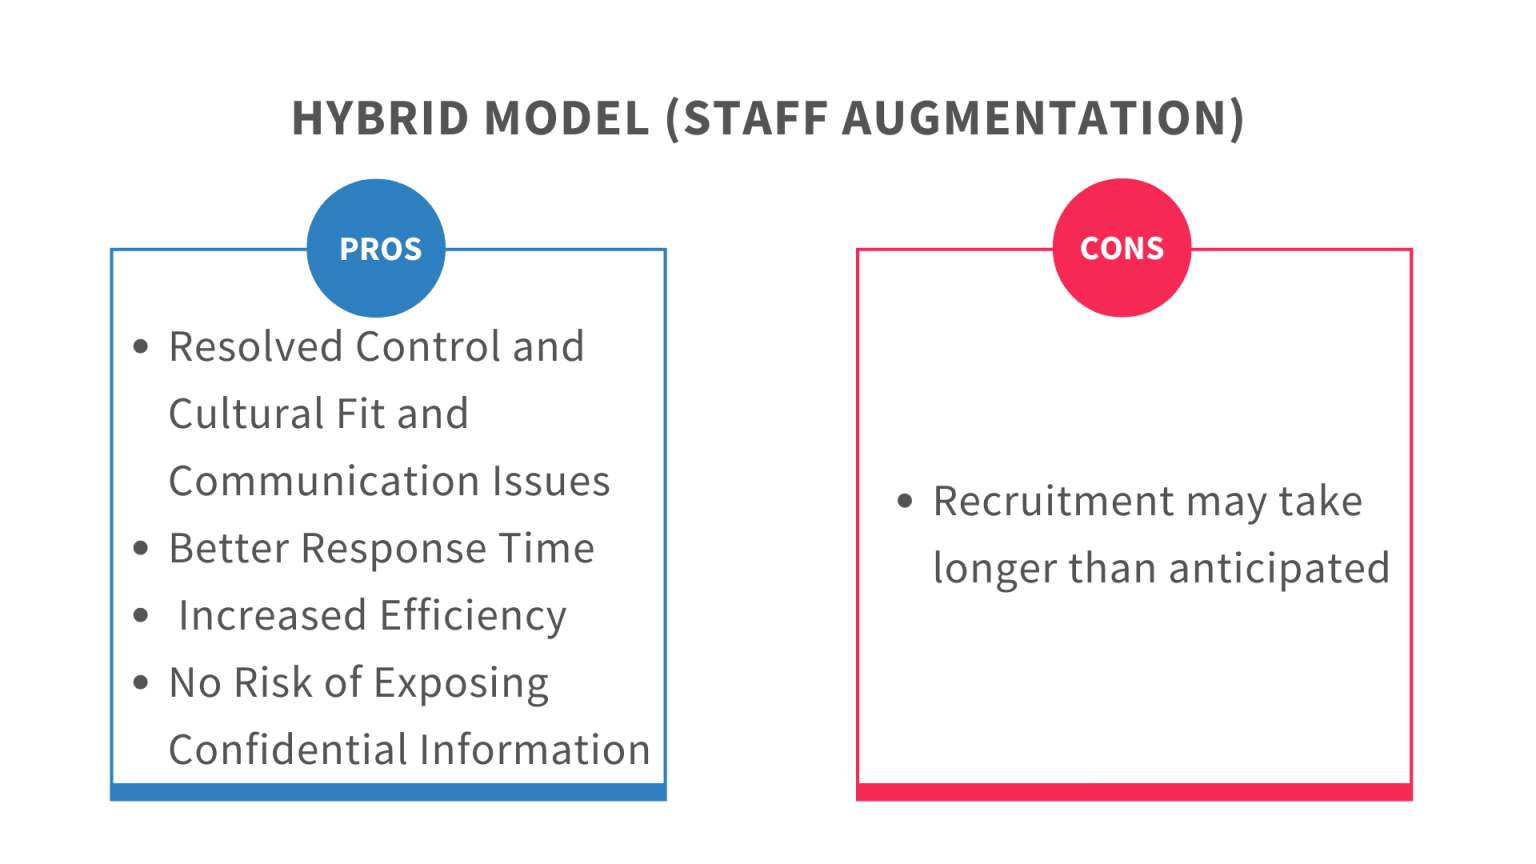 HYBRID MODEL (STAFF AUGMENTATION)
PROS
• Resolved Control and
Cultural Fit and
Communication Issues
• Better Response Time
• Increased Efficiency
• No Risk of Exposing
Confidential Information
CONS
• Recruitment may take
longer than anticipated